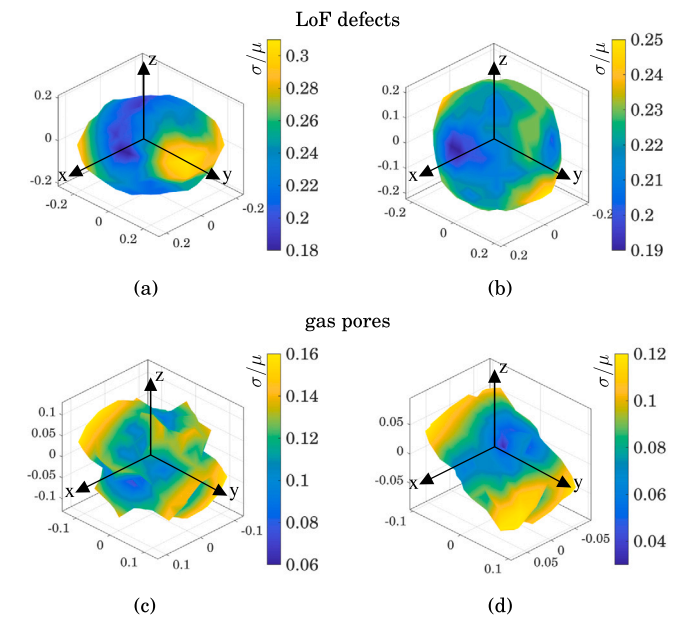 LoF defects
z
x
y
0.2
0
-0.2
-0.2
0
0.2
0.2
0
-0.2
σ/μ
0.3
0.28
0.26
0.24
0.22
0.2
0.18
(a)
z
x
y
0.2
0.1
0
-0.1
-0.2
-0.2
0
0.2
0.2
0
-0.2
σ/μ
0.25
0.24
0.23
0.22
0.21
0.2
0.19
(b)
gas pores
z
x
y
0.1
0.05
0
-0.05
-0.1
-0.1
0
0.1
0.1
0
-0.1
σ/μ
0.16
0.14
0.12
0.1
0.08
0.06
(c)
z
x
y
0.05
0
-0.05
-0.1
0
0.1
0.05
0
-0.05
σ/μ
0.12
0.1
0.08
0.06
0.04
(d)